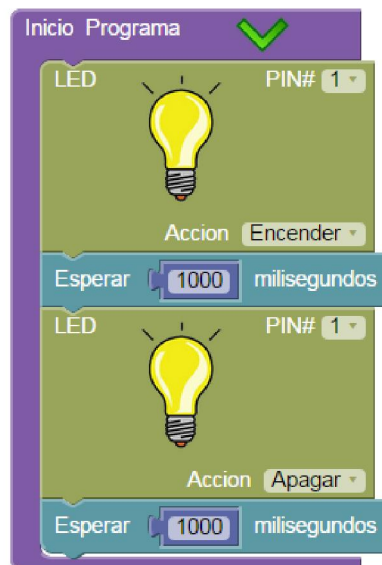 Inicio Programa
LED PIN# 1
Accion Encender
Esperar 1000 milisegundos
LED PIN# 1
Accion Apagar
Esperar 1000 milisegundos